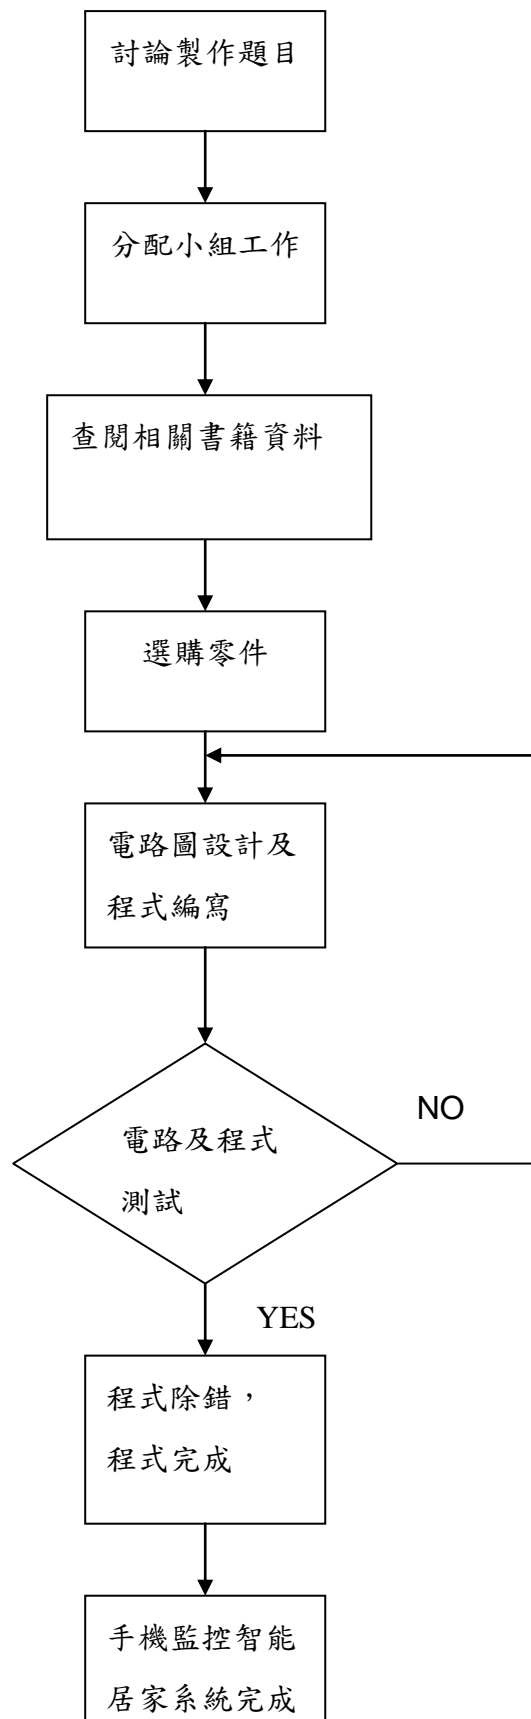 討論製作題目
分配小組工作
查閱相關書籍資料
選購零件
電路圖設計及
程式編寫
NO
電路及程式
測試
YES
程式除錯，
程式完成
手機監控智能
居家系統完成